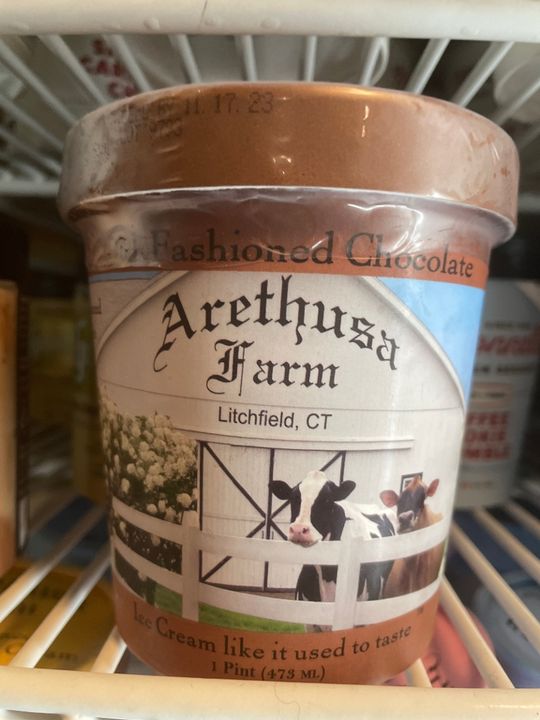 11. 17. 23
Fashioned Chocolate
Arethusa
Farm
Litchfield, CT
Ice Cream like it used to taste™
1 Pint (473 ML)